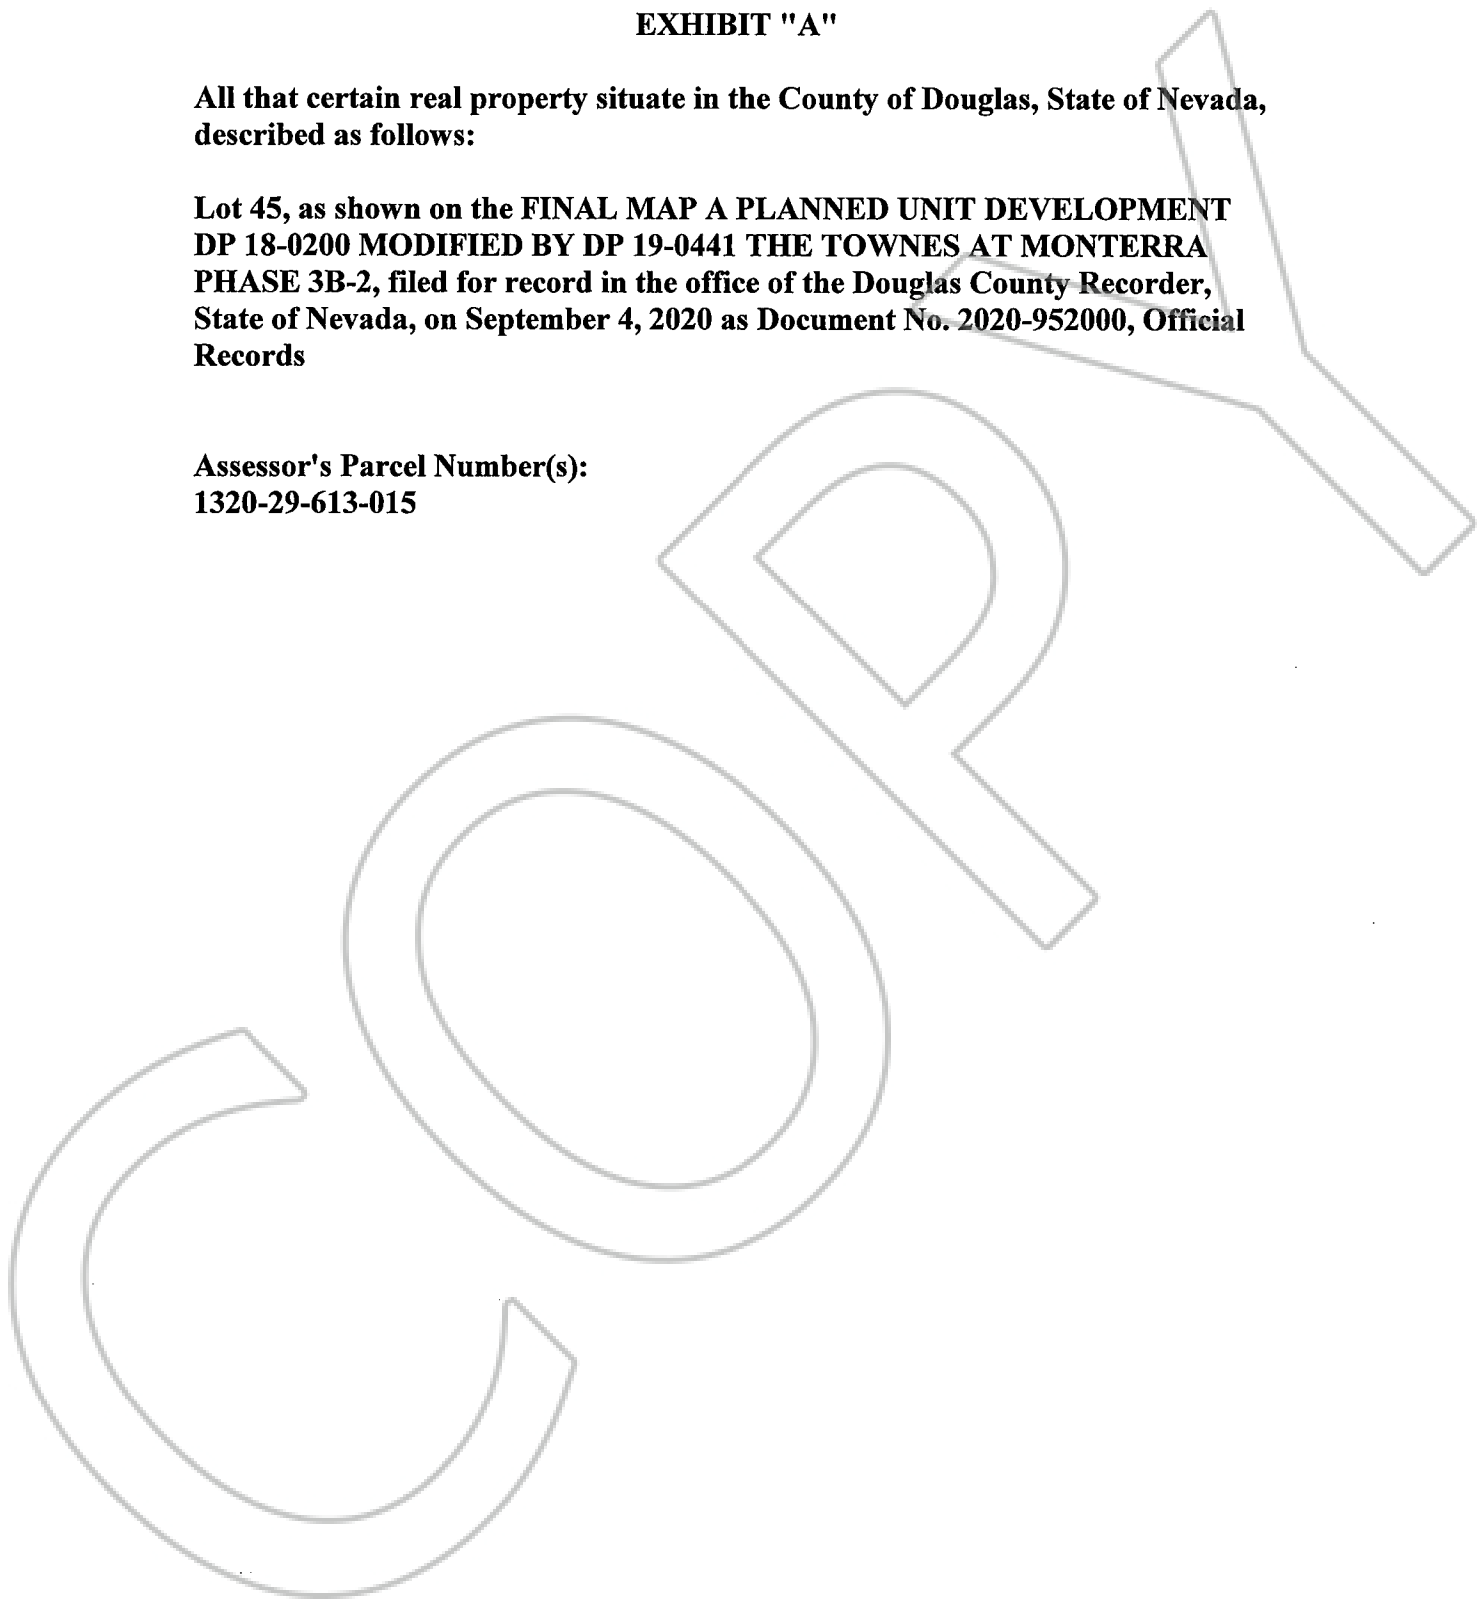 EXHIBIT "A"
All that certain real property situate in the County of Douglas, State of Nevada,
described as follows:
Lot 45, as shown on the FINAL MAP A PLANNED UNIT DEVELOPMENT
DP 18-0200 MODIFIED BY DP 19-0441 THE TOWNES AT MONTERRA
PHASE 3B-2, filed for record in the office of the Douglas County Recorder,
State of Nevada, on September 4, 2020 as Document No. 2020-952000, Official
Records
Assessor's Parcel Number(s):
1320-29-613-015
COPY